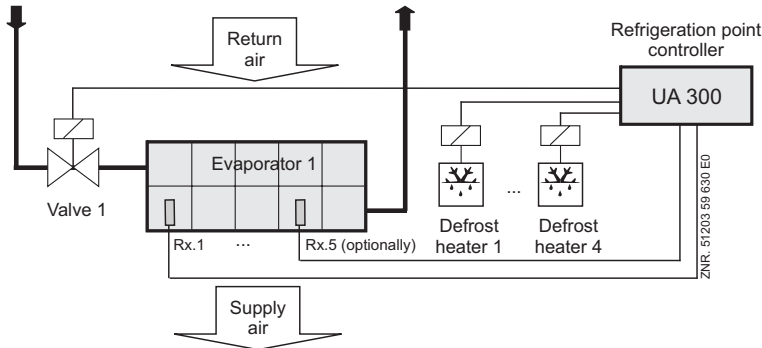 Return
air
Refrigeration point
controller
UA 300
Evaporator 1
Valve 1
Rx.1
...
Rx.5 (optionally)
...
Defrost
heater 1
Defrost
heater 4
ZNR. 51203 59 630 E0
Supply
air